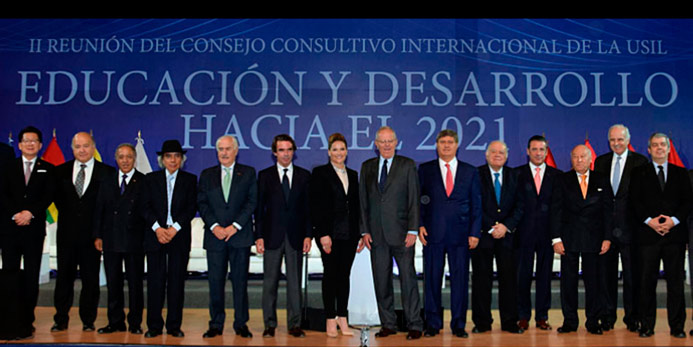 II REUNIÓN DEL CONSEJO CONSULTIVO INTERNACIONAL DE LA USIL
EDUCACIÓN Y DESARROLLO
HACIA EL 2021